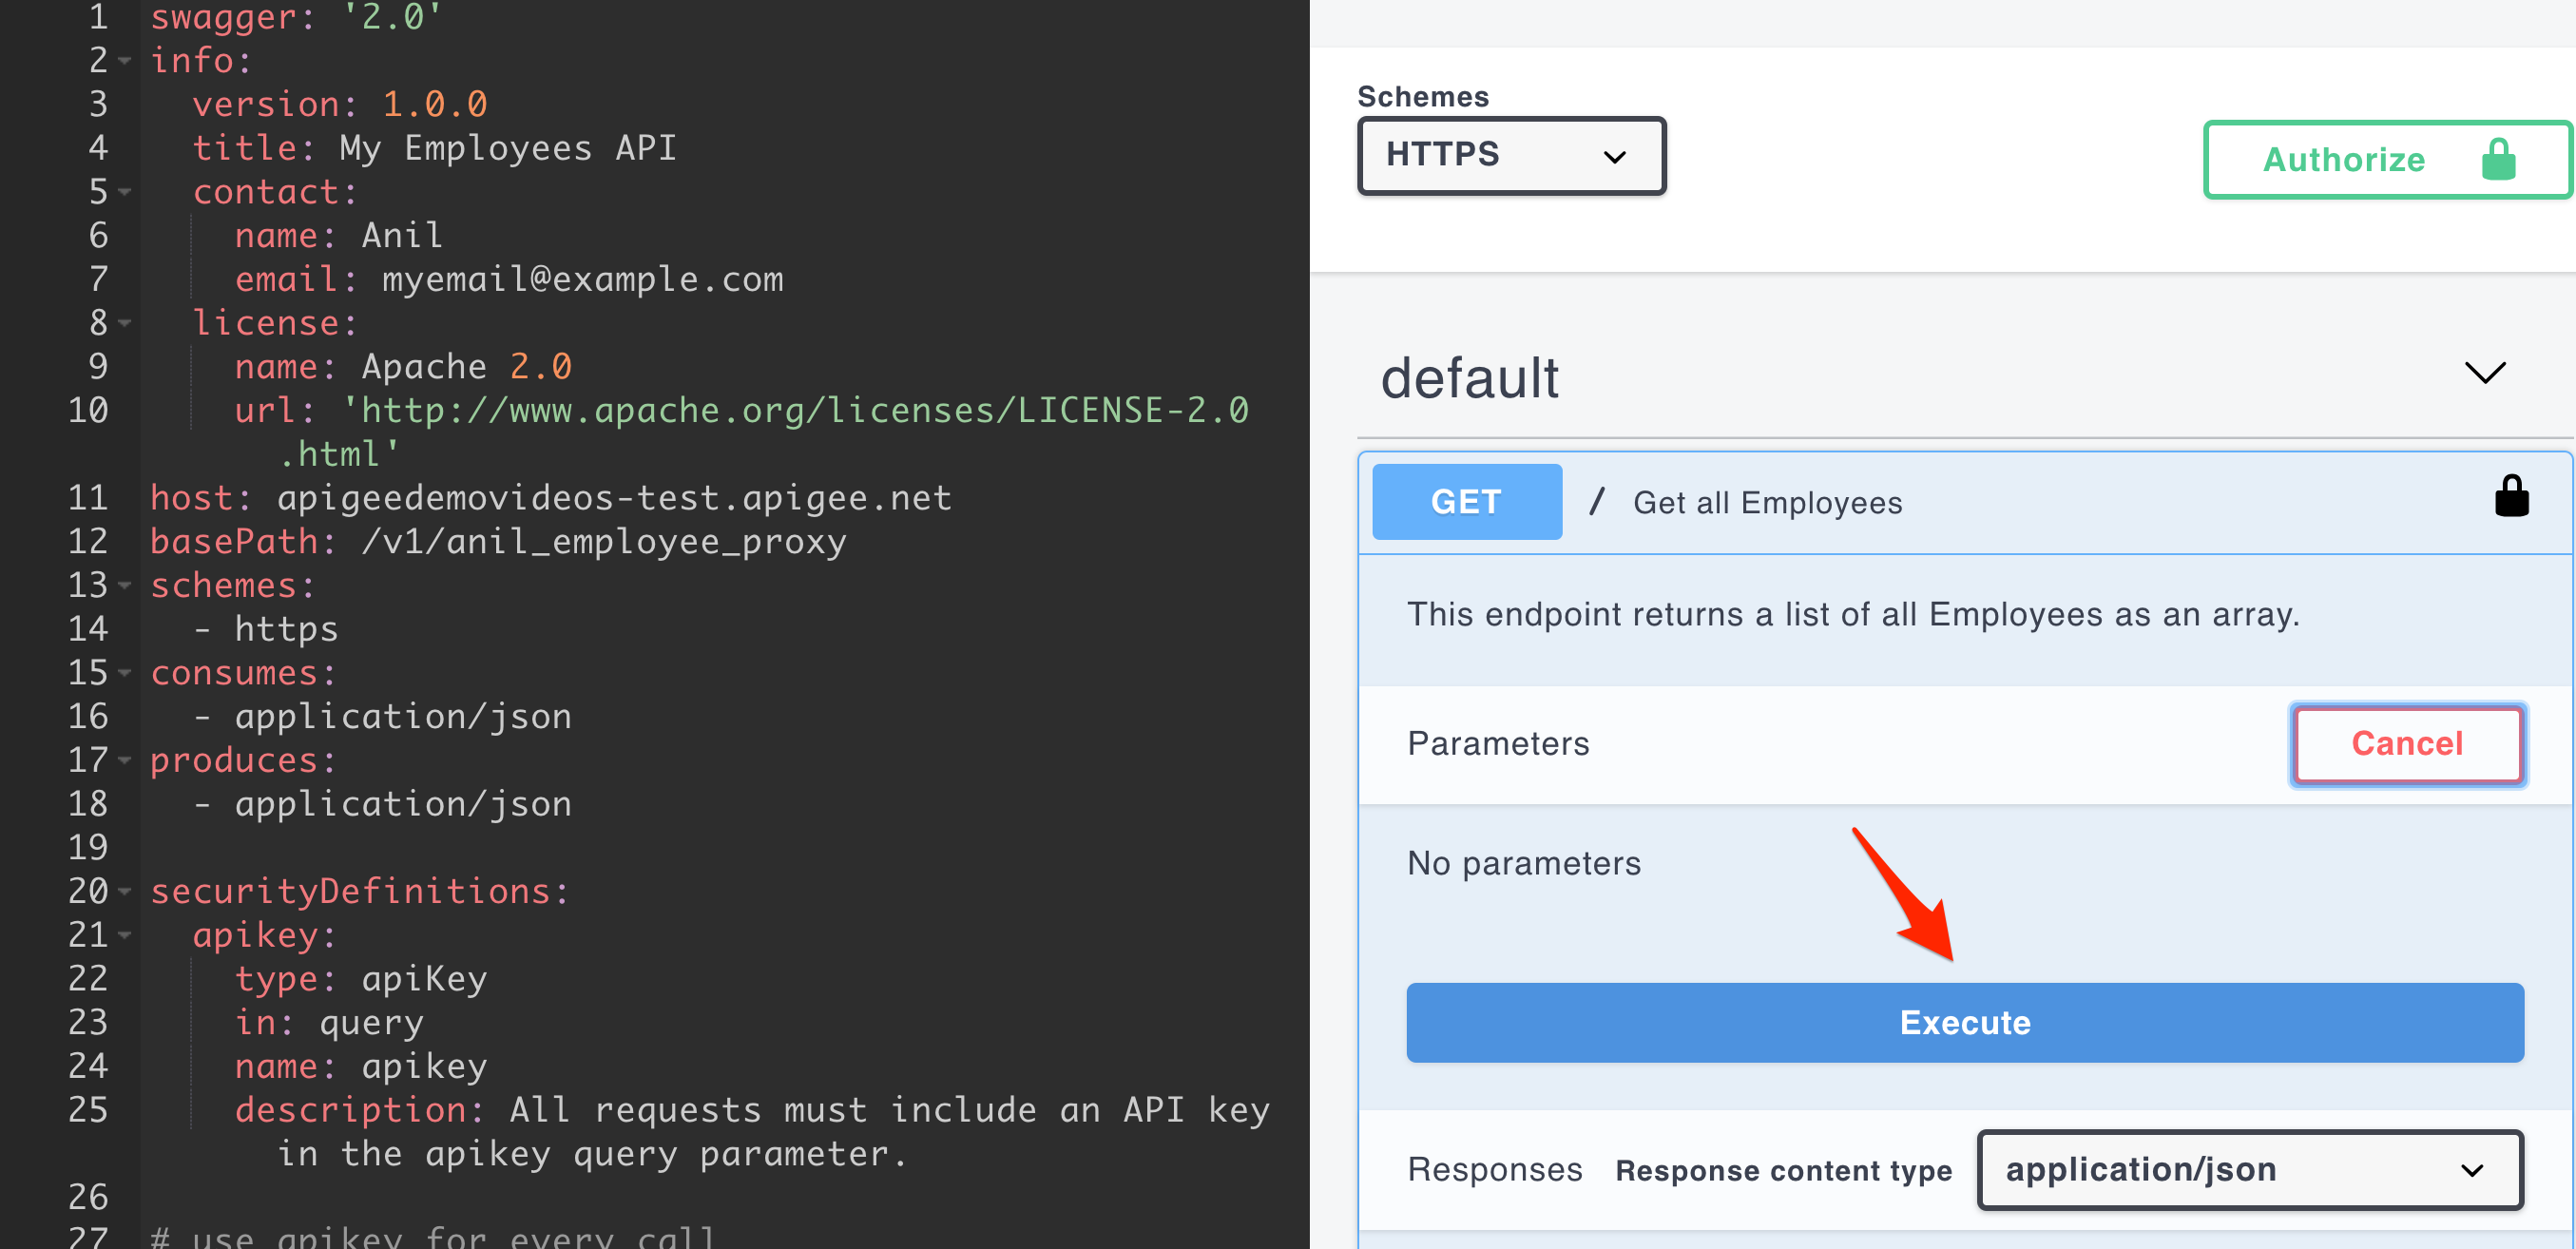 1 swagger: '2.0'
2 info:
3 version: 1.0.0
4 title: My Employees API
5 contact:
6 name: Anil
7 email: myemail@example.com
8 license:
9 name: Apache 2.0
10 url: 'http://www.apache.org/licenses/LICENSE-2.0
.html'
11 host: apigeedemovideos-test.apigee.net
12 basePath: /v1/anil_employee_proxy
13 schemes:
14 - https
15 consumes:
16 - application/json
17 produces:
18 - application/json
19
20 securityDefinitions:
21 apikey:
22 type: apiKey
23 in: query
24 name: apikey
25 description: All requests must include an API key
in the apikey query parameter.
26
27 # use apikey for every call
Schemes
HTTPS
Authorize
default
GET / Get all Employees
This endpoint returns a list of all Employees as an array.
Parameters
Cancel
No parameters
Execute
Responses Response content type application/json